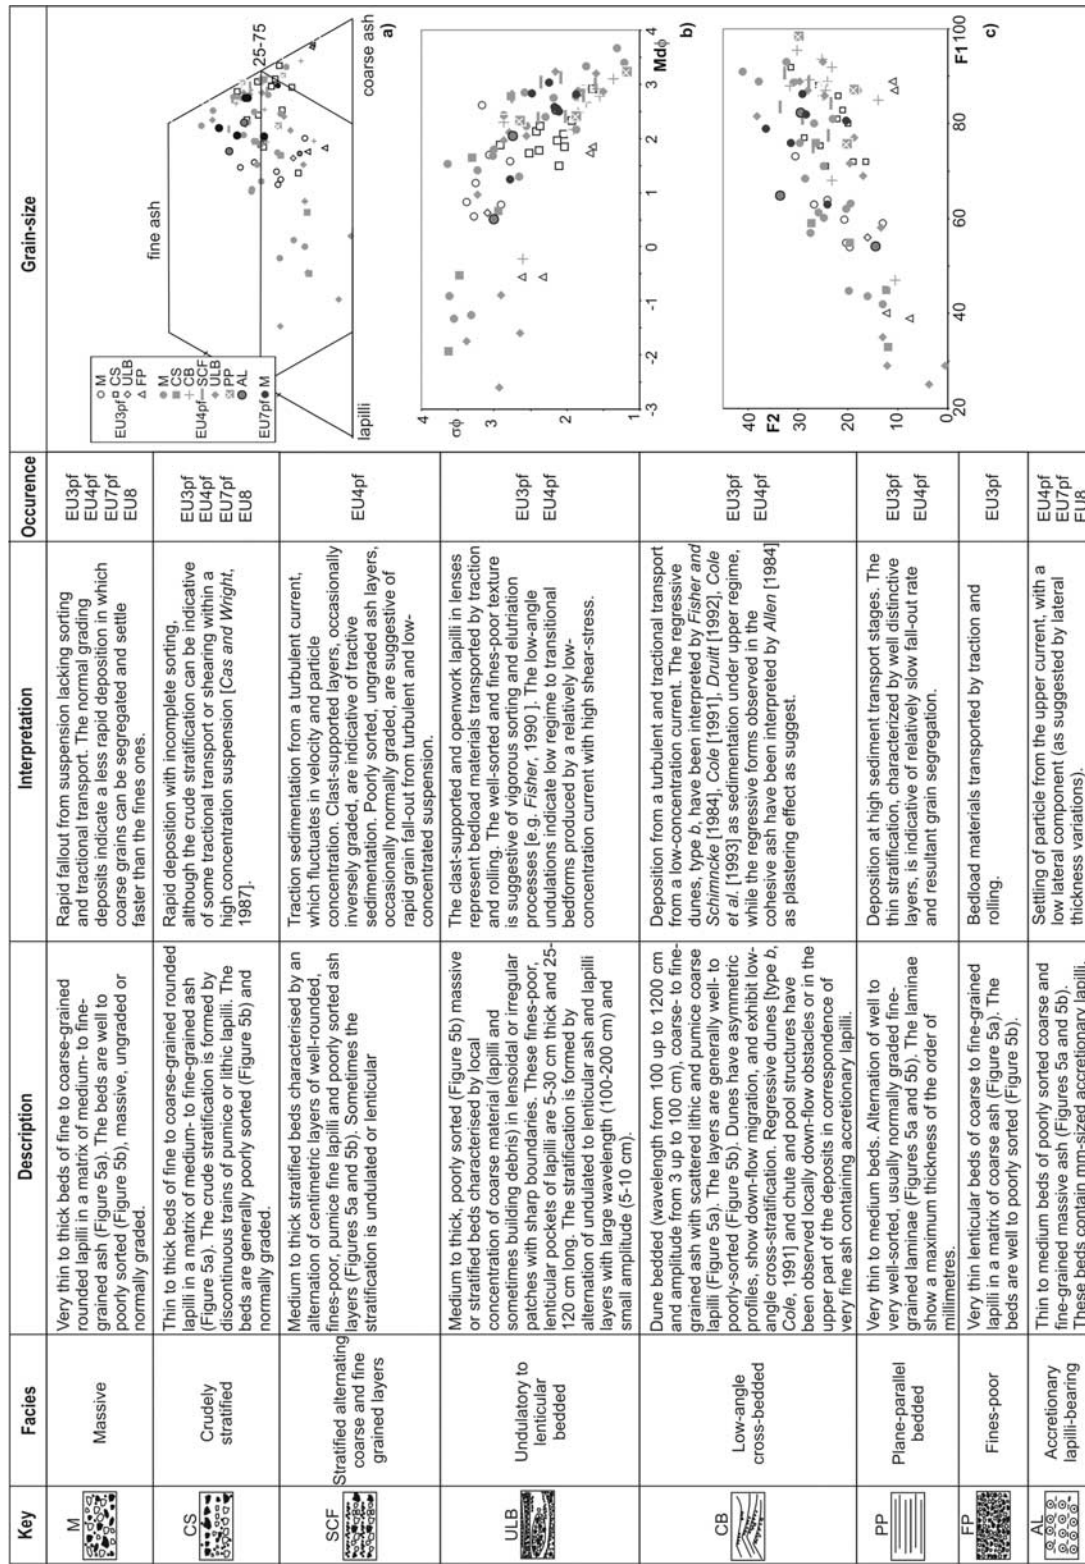 Key
Facies
Description
Interpretation
Occurence
Grain-size
M
Massive
Very thin to thick beds of fine to coarse-grained
rounded lapilli in a matrix of medium- to fine-
grained ash (Figure 5a). The beds are well to
poorly sorted (Figure 5b), massive, ungraded or
normally graded.
Rapid fallout from suspension lacking sorting
and tractional transport. The normal grading
deposits indicate a less rapid deposition in which
coarse grains can be segregated and settle
faster than the fines ones.
EU3pf
EU4pf
EU7pf
EU8
CS
Crudely
stratified
Thin to thick beds of fine to coarse-grained rounded
lapilli in a matrix of medium- to fine-grained ash
(Figure 5a). The crude stratification is formed by
discontinuous trains of pumice or lithic lapilli. The
beds are generally poorly sorted (Figure 5b) and
normally graded.
Rapid deposition with incomplete sorting,
although the crude stratification can be indicative
of some tractional transport or shearing within a
high concentration suspension [Cas and Wright,
1987].
EU3pf
EU4pf
EU7pf
EU8
SCF
Stratified alternating
coarse and fine
grained layers
Medium to thick stratified beds characterised by an
alternation of centimetric layers of well-rounded,
fines-poor, pumice fine lapilli and poorly sorted ash
layers (Figures 5a and 5b). Sometimes the
stratification is undulated or lenticular
Traction sedimentation from a turbulent current,
which fluctuates in velocity and particle
concentration. Clast-supported layers, occasionally
inversely graded, are indicative of tractive
sedimentation. Poorly sorted, ungraded ash layers,
occasionally normally graded, are suggestive of
rapid grain fall-out from turbulent and low-
concentrated suspension.
EU4pf
ULB
Undulatory to
lenticular
bedded
Medium to thick, poorly sorted (Figure 5b) massive
or stratified beds characterised by local
concentration of coarse material (lapilli and
sometimes building debris) in lensoidal or irregular
patches with sharp boundaries. These fines-poor,
lenticular pockets of lapilli are 5-30 cm thick and 25-
120 cm long. The stratification is formed by
alternation of undulated to lenticular ash and lapilli
layers with large wavelength (100-200 cm) and
small amplitude (5-10 cm).
The clast-supported and openwork lapilli in lenses
represent bedload materials transported by traction
and rolling. The well-sorted and fines-poor texture
is suggestive of vigorous sorting and elutriation
processes [e.g. Fisher, 1990 ]. The low-angle
undulations indicate low regime to transitional
bedforms produced by a relatively low-
concentration current with high shear-stress.
EU3pf
EU4pf
CB
Low-angle
cross-bedded
Dune bedded (wavelength from 100 up to 1200 cm
and amplitude from 3 up to 100 cm), coarse- to fine-
grained ash with scattered lithic and pumice coarse
lapilli (Figure 5a). The layers are generally well- to
poorly-sorted (Figure 5b). Dunes have asymmetric
profiles, show down-flow migration, and exhibit low-
angle cross-stratification. Regressive dunes [type b,
Cole, 1991] and chute and pool structures have
been observed locally down-flow obstacles or in the
upper part of the deposits in correspondence of
very fine ash containing accretionary lapilli.
Deposition from a turbulent and tractional transport
from a low-concentration current. The regressive
dunes, type b, have been interpreted by Fisher and
Schimncke [1984], Cole [1991], Druitt [1992], Cole
et al. [1993] as sedimentation under upper regime,
while the regressive forms observed in the
cohesive ash have been interpreted by Allen [1984]
as plastering effect as suggest.
EU3pf
EU4pf
PP
Plane-parallel
bedded
Very thin to medium beds. Alternation of well to
very well-sorted, usually normally graded fine-
grained laminae (Figures 5a and 5b). The laminae
show a maximum thickness of the order of
millimetres.
Deposition at high sediment transport stages. The
thin stratification, characterized by well distinctive
layers, is indicative of relatively slow fall-out rate
and resultant grain segregation.
EU3pf
EU4pf
FP
Fines-poor
Very thin lenticular beds of coarse to fine-grained
lapilli in a matrix of coarse ash (Figure 5a). The
beds are well to poorly sorted (Figure 5b).
Bedload materials transported by traction and
rolling.
EU3pf
AL
Accretionary
lapilli-bearing
Thin to medium beds of poorly sorted coarse and
fine-grained massive ash (Figures 5a and 5b).
These beds contain mm-sized accretionary lapilli.
Settling of particle from the upper current, with a
low lateral component (as suggested by lateral
thickness variations).
EU4pf
EU7pf
EU8
EU3pf
M
CS
ULB
FP
EU4pf
M
CS
CB
SCF
ULB
PP
AL
EU7pf M
fine ash
25-75
lapilli
coarse ash
a)
σϕ
3
2
1
-3
-2
-1
0
1
2
3
4
Mdϕ
b)
40
F2
30
20
10
0
20
40
60
80
F1 100
c)